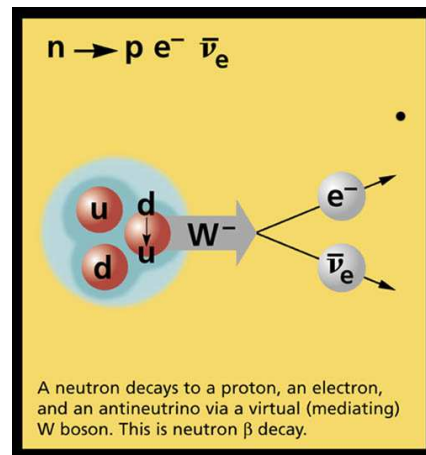 n → p e⁻ ν̄ₑ
u d
d u
W⁻
e⁻
ν̄ₑ
A neutron decays to a proton, an electron,
and an antineutrino via a virtual (mediating)
W boson. This is neutron β decay.